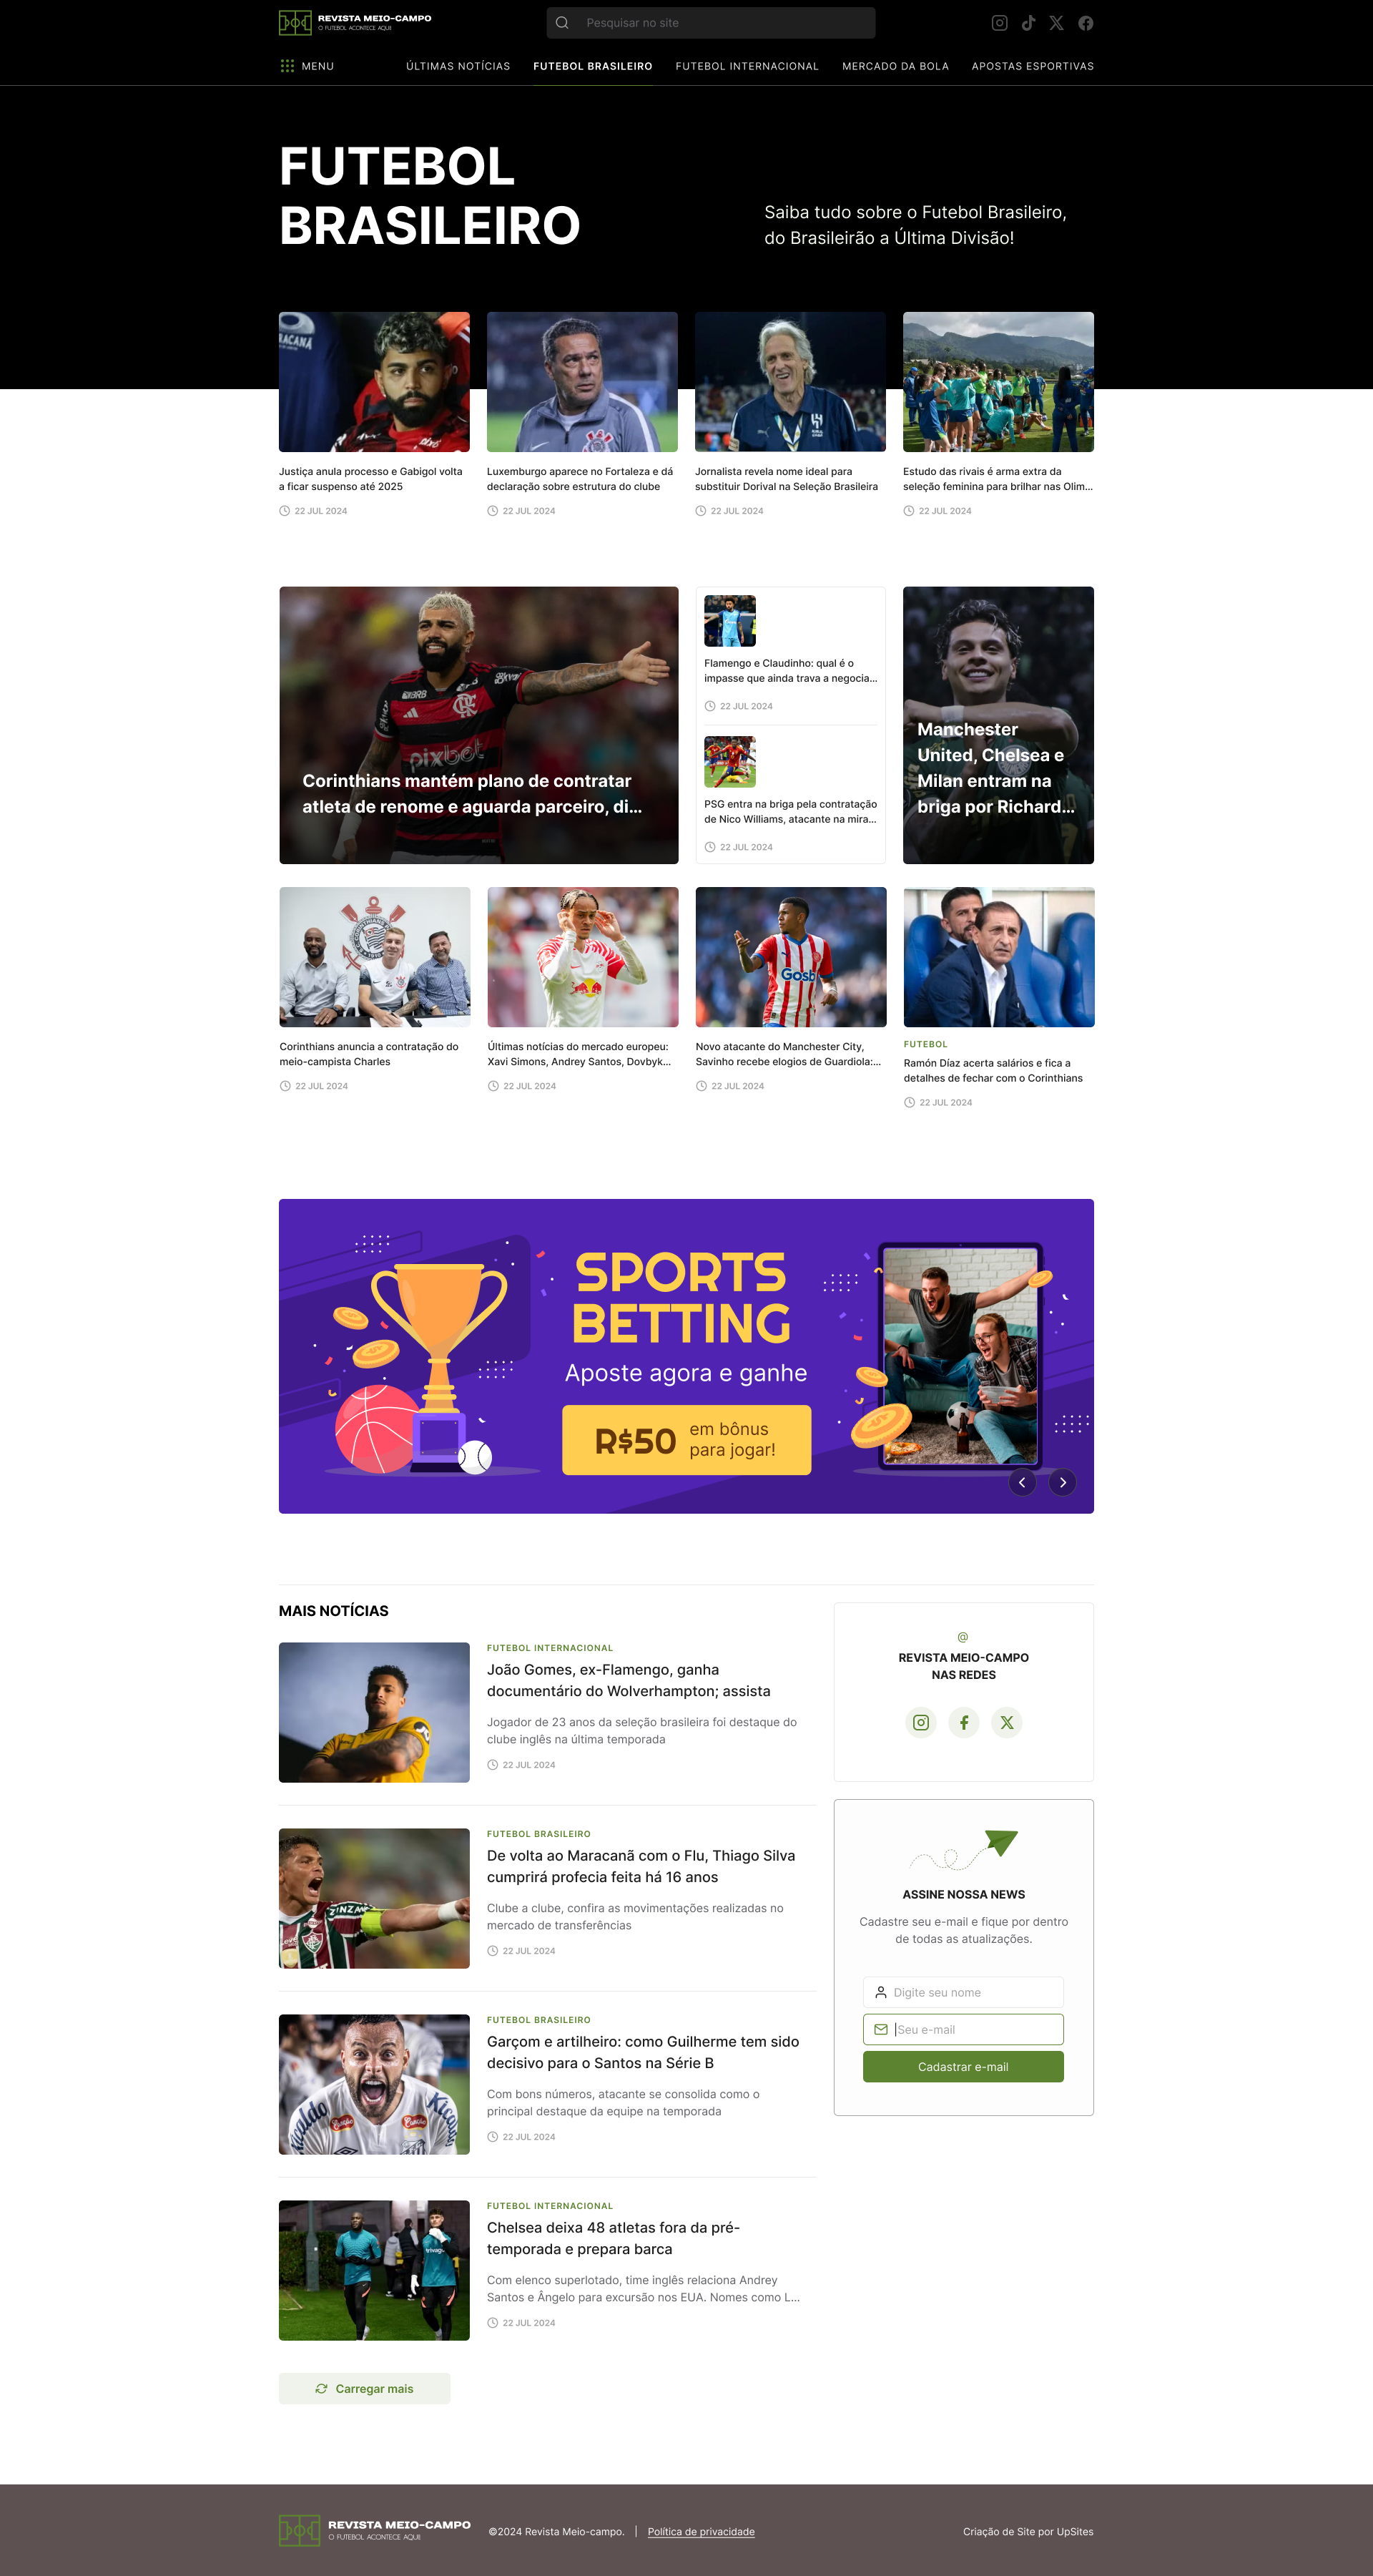 REVISTA MEIO-CAMPO
O FUTEBOL ACONTECE AQUI
Pesquisar no site
MENU
ÚLTIMAS NOTÍCIAS
FUTEBOL BRASILEIRO
FUTEBOL INTERNACIONAL
MERCADO DA BOLA
APOSTAS ESPORTIVAS
FUTEBOL
BRASILEIRO
Saiba tudo sobre o Futebol Brasileiro,
do Brasileirão a Última Divisão!
Justiça anula processo e Gabigol volta
a ficar suspenso até 2025
22 JUL 2024
Luxemburgo aparece no Fortaleza e dá
declaração sobre estrutura do clube
22 JUL 2024
Jornalista revela nome ideal para
substituir Dorival na Seleção Brasileira
22 JUL 2024
Estudo das rivais é arma extra da
seleção feminina para brilhar nas Olim...
22 JUL 2024
pixbet
Corinthians mantém plano de contratar
atleta de renome e aguarda parceiro, di...
Flamengo e Claudinho: qual é o
impasse que ainda trava a negocia...
22 JUL 2024
PSG entra na briga pela contratação
de Nico Williams, atacante na mira...
22 JUL 2024
Manchester
United, Chelsea e
Milan entram na
briga por Richard...
Corinthians anuncia a contratação do
meio-campista Charles
22 JUL 2024
Últimas notícias do mercado europeu:
Xavi Simons, Andrey Santos, Dovbyk...
22 JUL 2024
Gosb
Novo atacante do Manchester City,
Savinho recebe elogios de Guardiola:...
22 JUL 2024
FUTEBOL
Ramón Díaz acerta salários e fica a
detalhes de fechar com o Corinthians
22 JUL 2024
SPORTS
BETTING
Aposte agora e ganhe
R$50
em bônus
para jogar!
MAIS NOTÍCIAS
FUTEBOL INTERNACIONAL
João Gomes, ex-Flamengo, ganha
documentário do Wolverhampton; assista
Jogador de 23 anos da seleção brasileira foi destaque do
clube inglês na última temporada
22 JUL 2024
FUTEBOL BRASILEIRO
De volta ao Maracanã com o Flu, Thiago Silva
cumprirá profecia feita há 16 anos
Clube a clube, confira as movimentações realizadas no
mercado de transferências
22 JUL 2024
FUTEBOL BRASILEIRO
Garçom e artilheiro: como Guilherme tem sido
decisivo para o Santos na Série B
Com bons números, atacante se consolida como o
principal destaque da equipe na temporada
22 JUL 2024
FUTEBOL INTERNACIONAL
Chelsea deixa 48 atletas fora da pré-
temporada e prepara barca
Com elenco superlotado, time inglês relaciona Andrey
Santos e Ângelo para excursão nos EUA. Nomes como L...
22 JUL 2024
Carregar mais
@
REVISTA MEIO-CAMPO
NAS REDES
ASSINE NOSSA NEWS
Cadastre seu e-mail e fique por dentro
de todas as atualizações.
Digite seu nome
Seu e-mail
Cadastrar e-mail
REVISTA MEIO-CAMPO
O FUTEBOL ACONTECE AQUI
©2024 Revista Meio-campo. | Política de privacidade
Criação de Site por UpSites